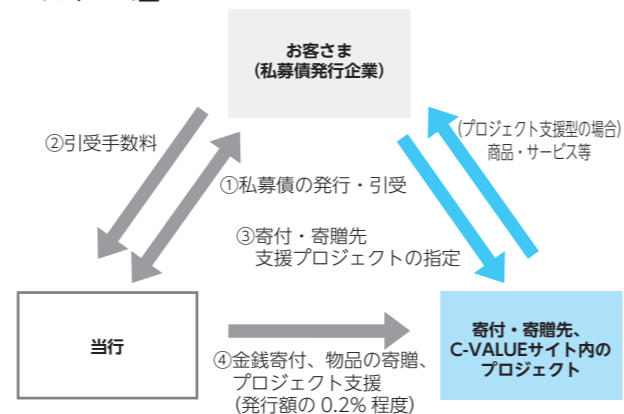 お客さま
(私募債発行企業)
②引受手数料
(プロジェクト支援型の場合)
商品・サービス等
①私募債の発行・引受
③寄付・寄贈先
支援プロジェクトの指定
当行
寄付・寄贈先、
C-VALUEサイト内の
プロジェクト
④金銭寄付、物品の寄贈、
プロジェクト支援
(発行額の 0.2% 程度)